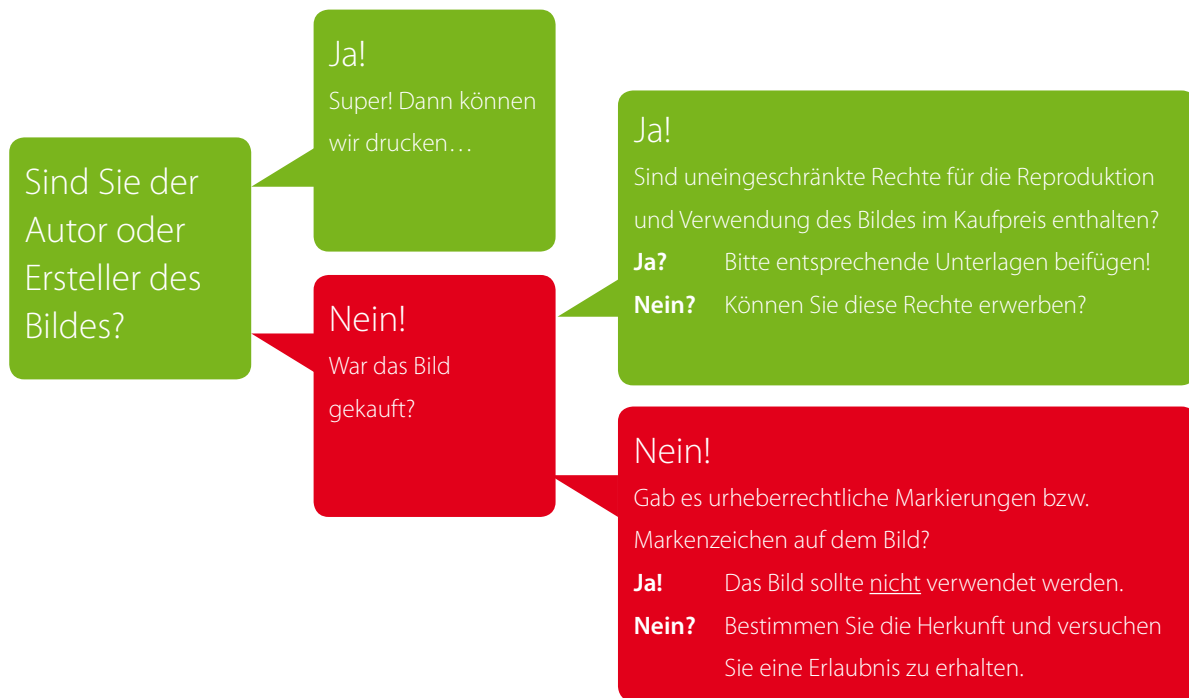 Sind Sie der
Autor oder
Ersteller des
Bildes?
Ja!
Super! Dann können
wir drucken…
Nein!
War das Bild
gekauft?
Ja!
Sind uneingeschränkte Rechte für die Reproduktion
und Verwendung des Bildes im Kaufpreis enthalten?
Ja? Bitte entsprechende Unterlagen beifügen!
Nein? Können Sie diese Rechte erwerben?
Nein!
Gab es urheberrechtliche Markierungen bzw.
Markenzeichen auf dem Bild?
Ja! Das Bild sollte nicht verwendet werden.
Nein? Bestimmen Sie die Herkunft und versuchen
Sie eine Erlaubnis zu erhalten.